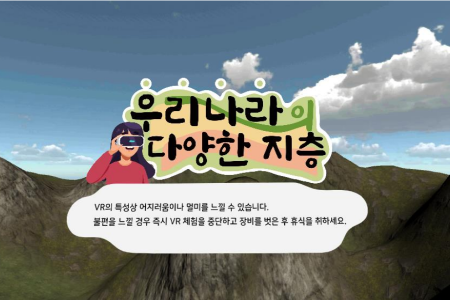 우리나라의
다양한 지층
VR의 특성상 어지러움이나 멀미를 느낄 수 있습니다.
불편을 느낄 경우 즉시 VR 체험을 중단하고 장비를 벗은 후 휴식을 취하세요.